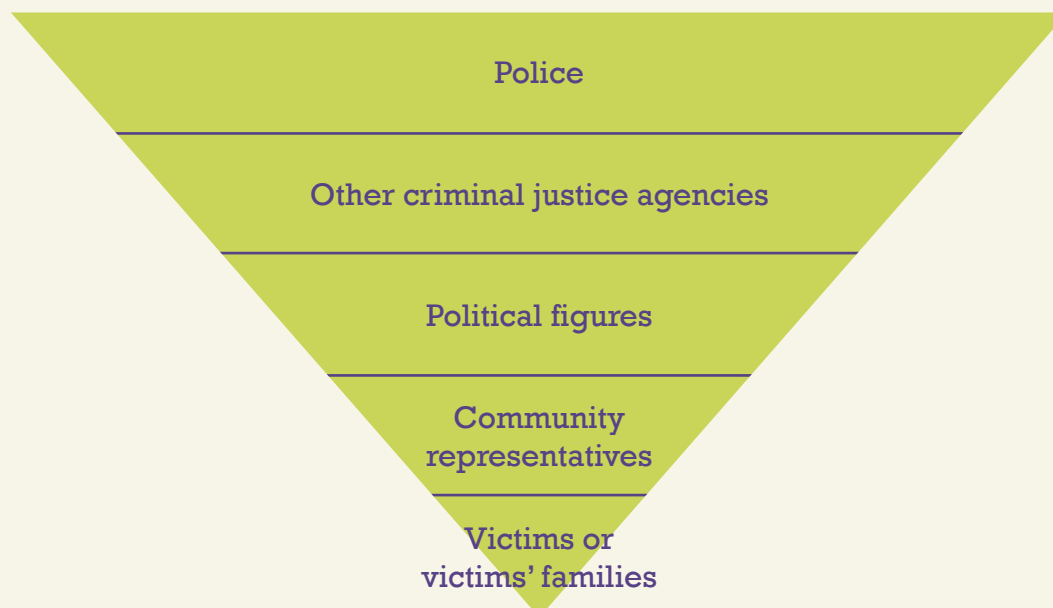 Police
Other criminal justice agencies
Political figures
Community
representatives
Victims or
victims’ families